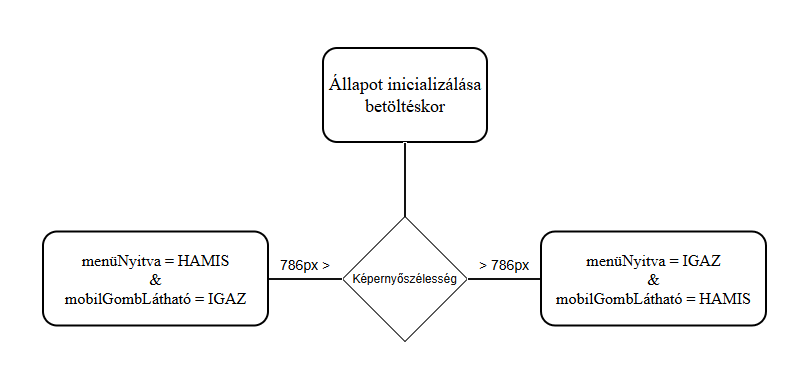 Állapot inicializálása
betöltéskor
menüNyitva = HAMIS
&
mobilGombLátható = IGAZ
786px >
Képernyőszélesség
> 786px
menüNyitva = IGAZ
&
mobilGombLátható = HAMIS